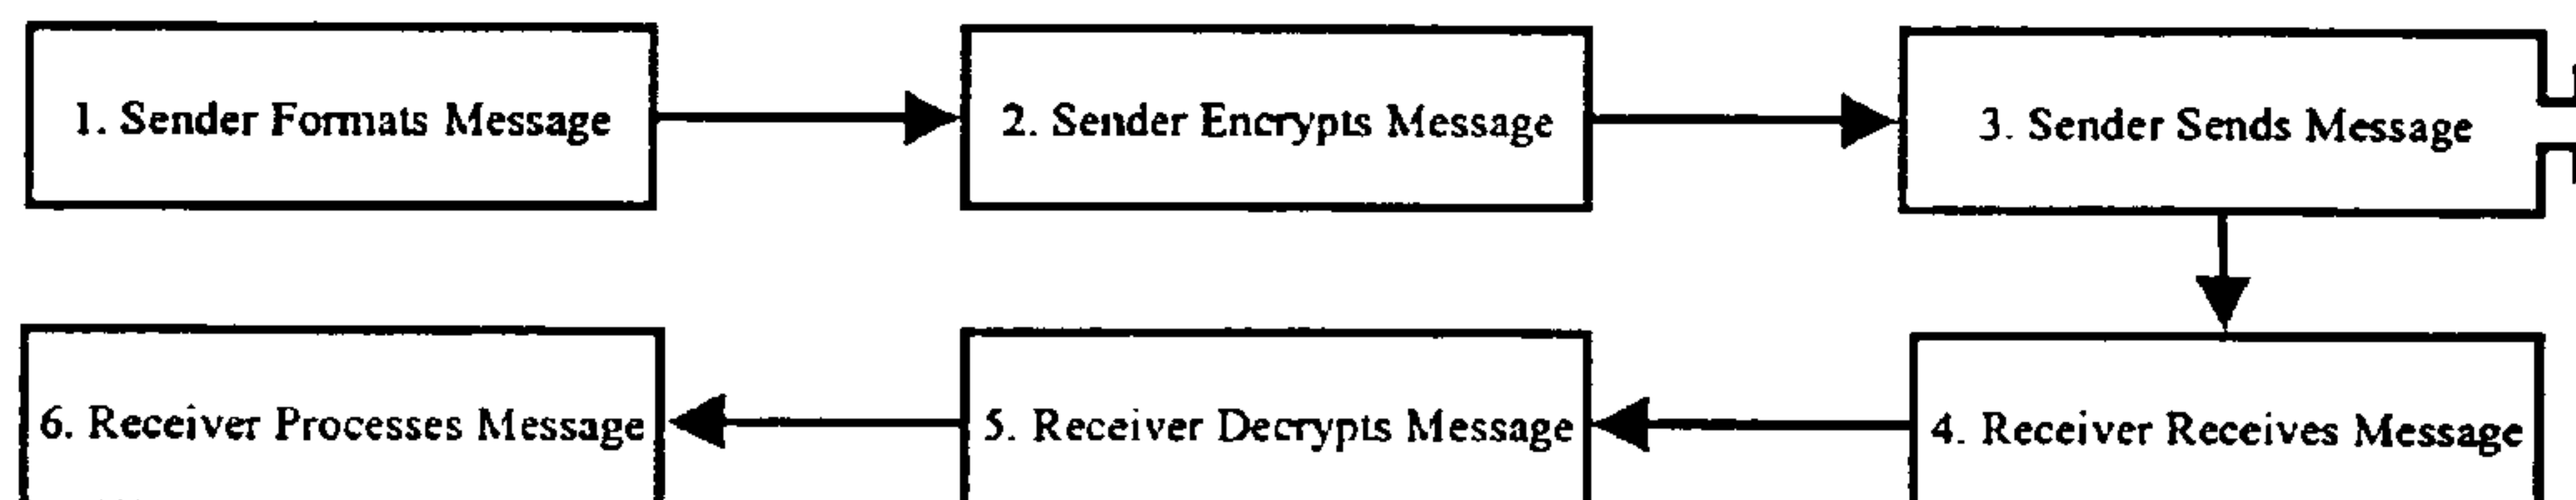 1. Sender Formats Message
2. Sender Encrypts Message
3. Sender Sends Message
6. Receiver Processes Message
5. Receiver Decrypts Message
4. Receiver Receives Message